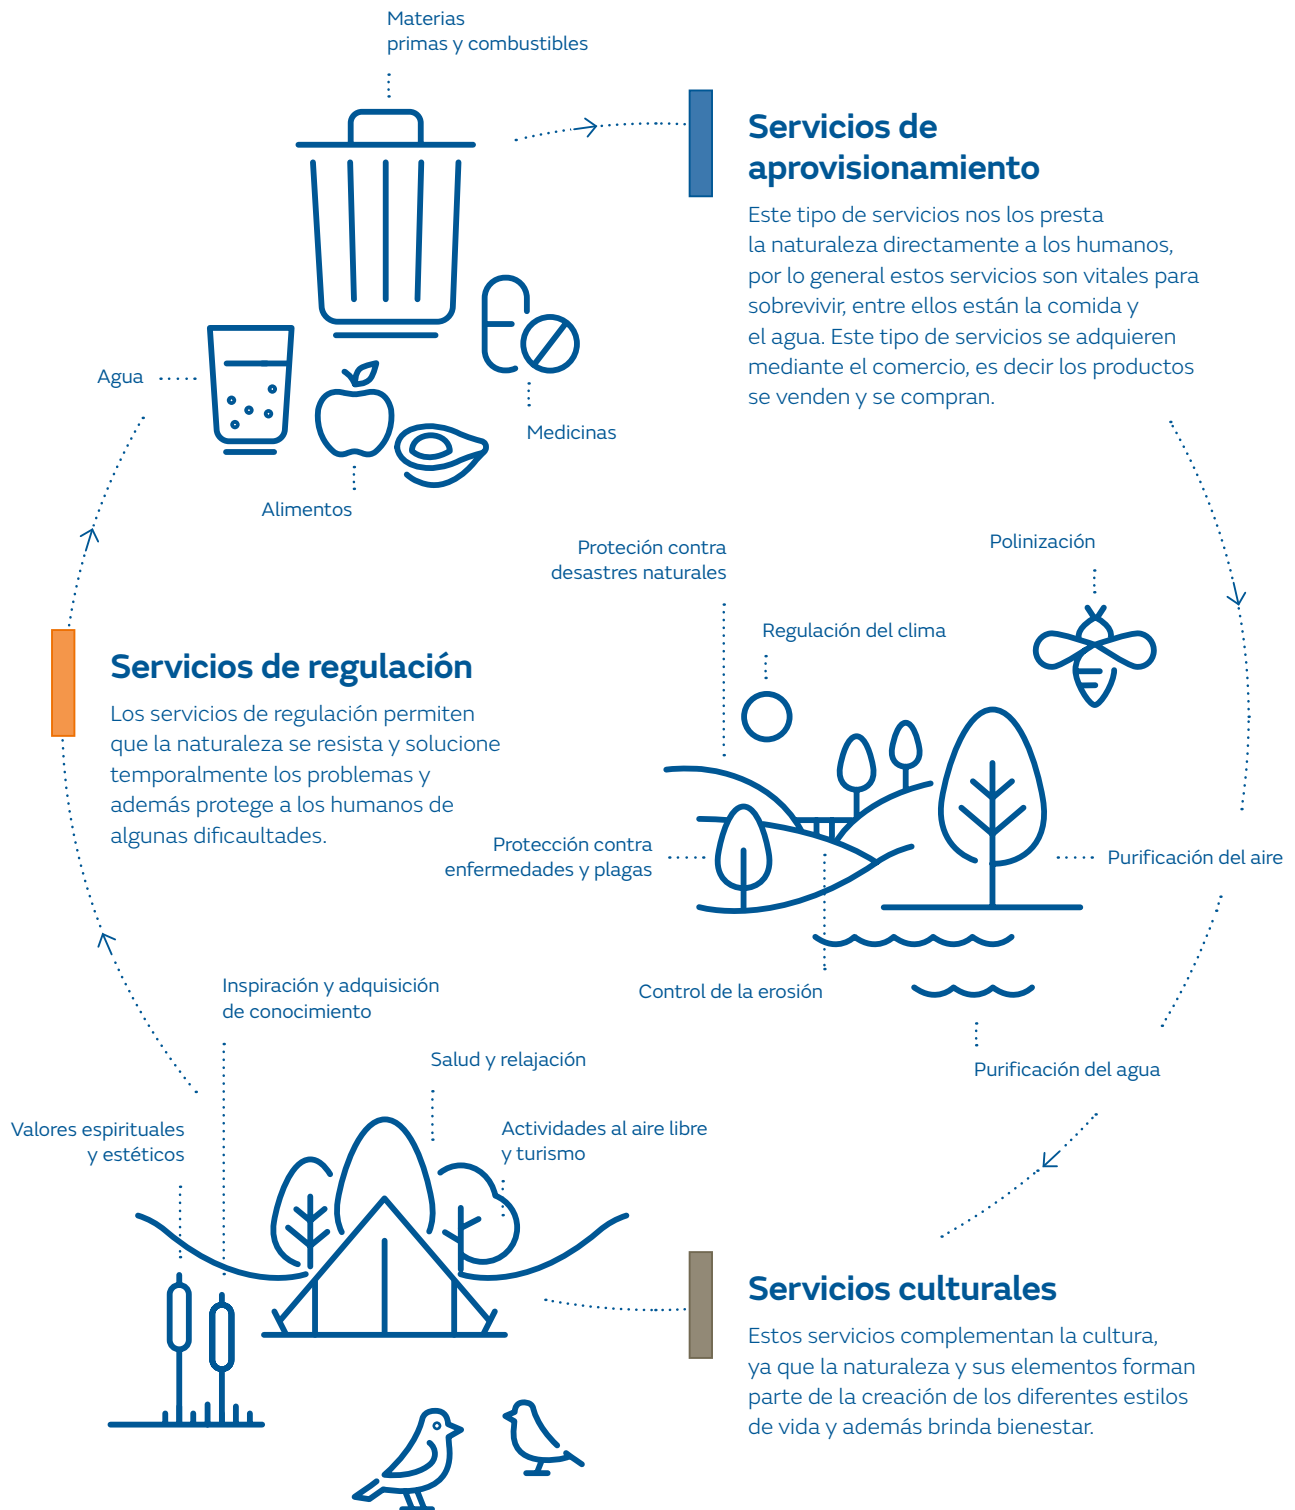 Materias
primas y combustibles
Servicios de
aprovisionamiento
Este tipo de servicios nos los presta
la naturaleza directamente a los humanos,
por lo general estos servicios son vitales para
sobrevivir, entre ellos están la comida y
el agua. Este tipo de servicios se adquieren
mediante el comercio, es decir los productos
se venden y se compran.
Agua
Medicinas
Alimentos
Proteción contra
desastres naturales
Polinización
Regulación del clima
Servicios de regulación
Los servicios de regulación permiten
que la naturaleza se resista y solucione
temporalmente los problemas y
además protege a los humanos de
algunas dificaultades.
Protección contra
enfermedades y plagas
Purificación del aire
Control de la erosión
Purificación del agua
Inspiración y adquisición
de conocimiento
Salud y relajación
Valores espirituales
y estéticos
Actividades al aire libre
y turismo
Servicios culturales
Estos servicios complementan la cultura,
ya que la naturaleza y sus elementos forman
parte de la creación de los diferentes estilos
de vida y además brinda bienestar.